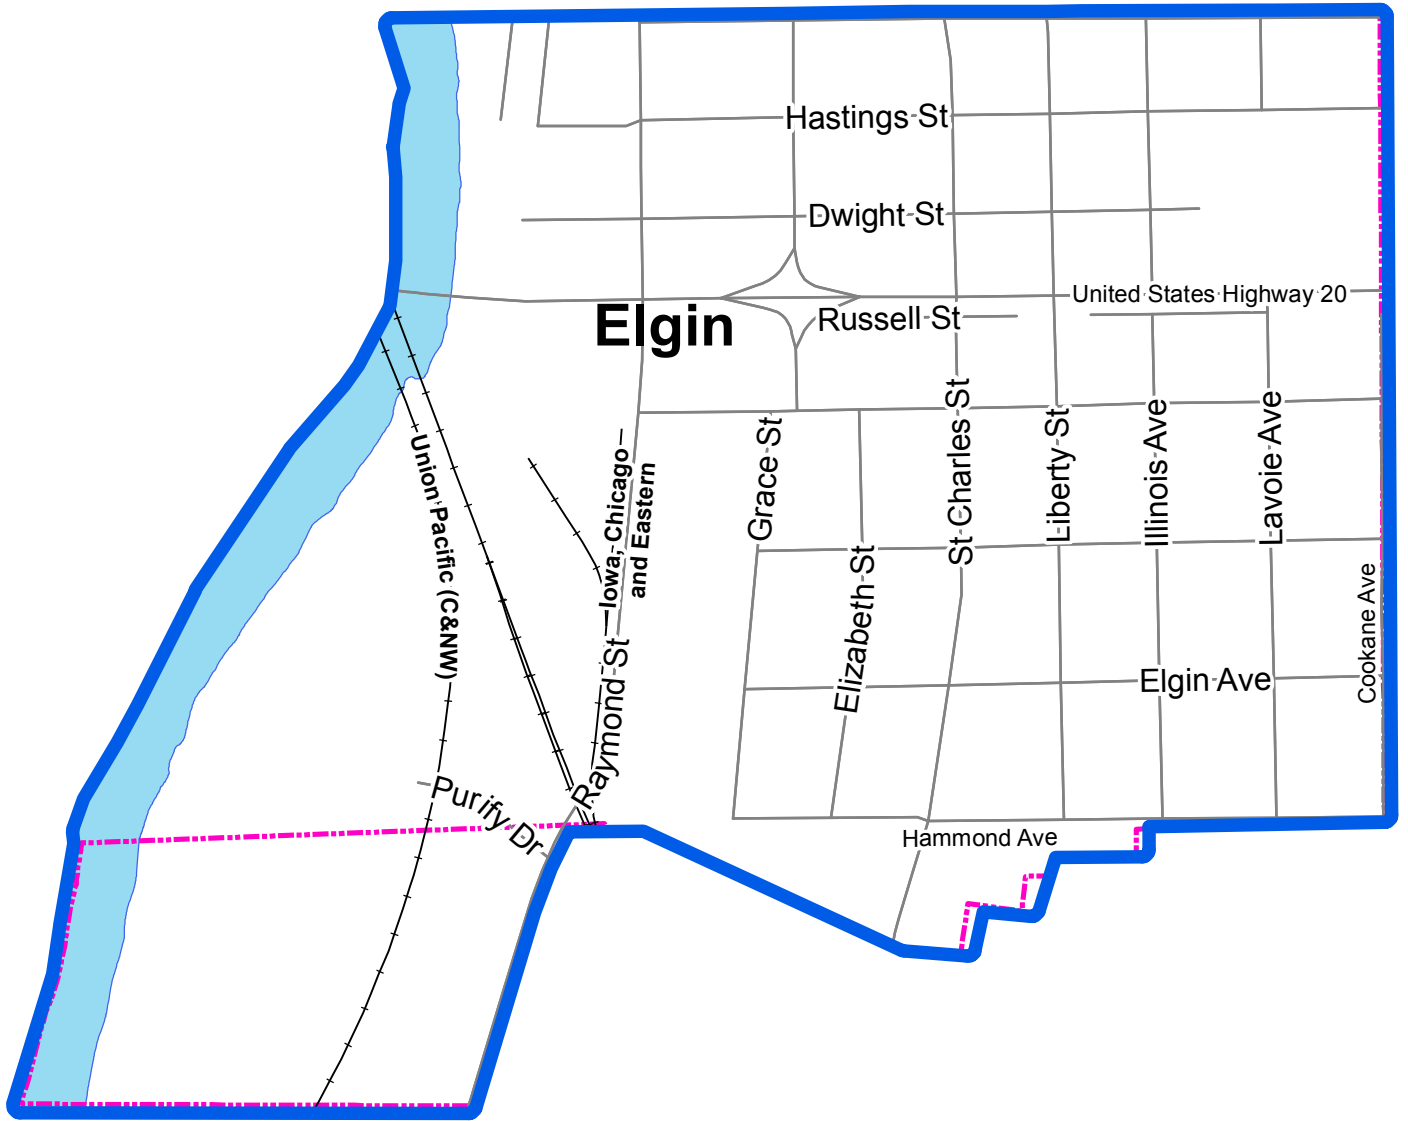 Hastings St
Dwight St
United States Highway 20
Elgin
Russell St
Grace St
St Charles St
Liberty St
Illinois Ave
Lavoie Ave
Union Pacific (C&NW)
Iowa, Chicago
and Eastern
Elizabeth St
Cookane Ave
Raymond St
Elgin Ave
Purify Dr
Hammond Ave